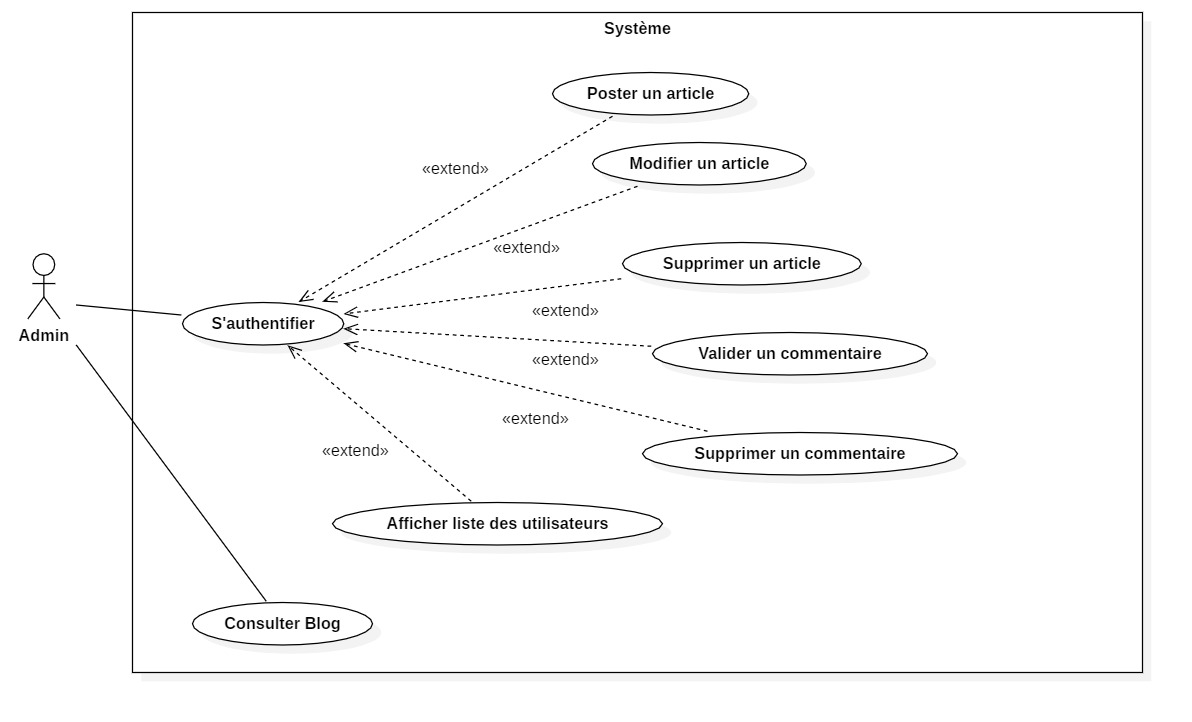 Système
Poster un article
Modifier un article
«extend»
«extend»
Supprimer un article
«extend»
S'authentifier
Admin
Valider un commentaire
«extend»
«extend»
«extend»
Supprimer un commentaire
Afficher liste des utilisateurs
Consulter Blog